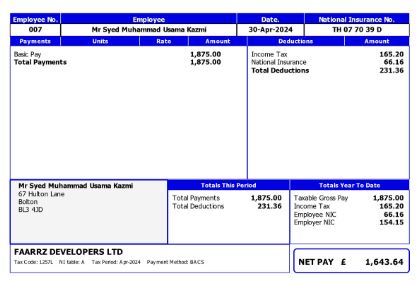 Employee No. Employee Date. National Insurance No.
007 Mr Syed Muhammad Usama Kazmi 30-Apr-2024 TH 07 70 39 D
Payments Units Rate Amount Deductions Amount
Basic Pay 1,875.00 Income Tax 165.20
Total Payments 1,875.00 National Insurance 66.16
Total Deductions 231.36
Mr Syed Muhammad Usama Kazmi Totals This Period Totals Year To Date
67 Hulton Lane
Bolton
BL3 4JD
Total Payments 1,875.00
Total Deductions 231.36
Taxable Gross Pay 1,875.00
Income Tax 165.20
Employee NIC 66.16
Employer NIC 154.15
FAARRZ DEVELOPERS LTD
Tax Code: 1257L NI table: A Tax Period: Apr-2024 Payment Method: BACS
NET PAY £ 1,643.64